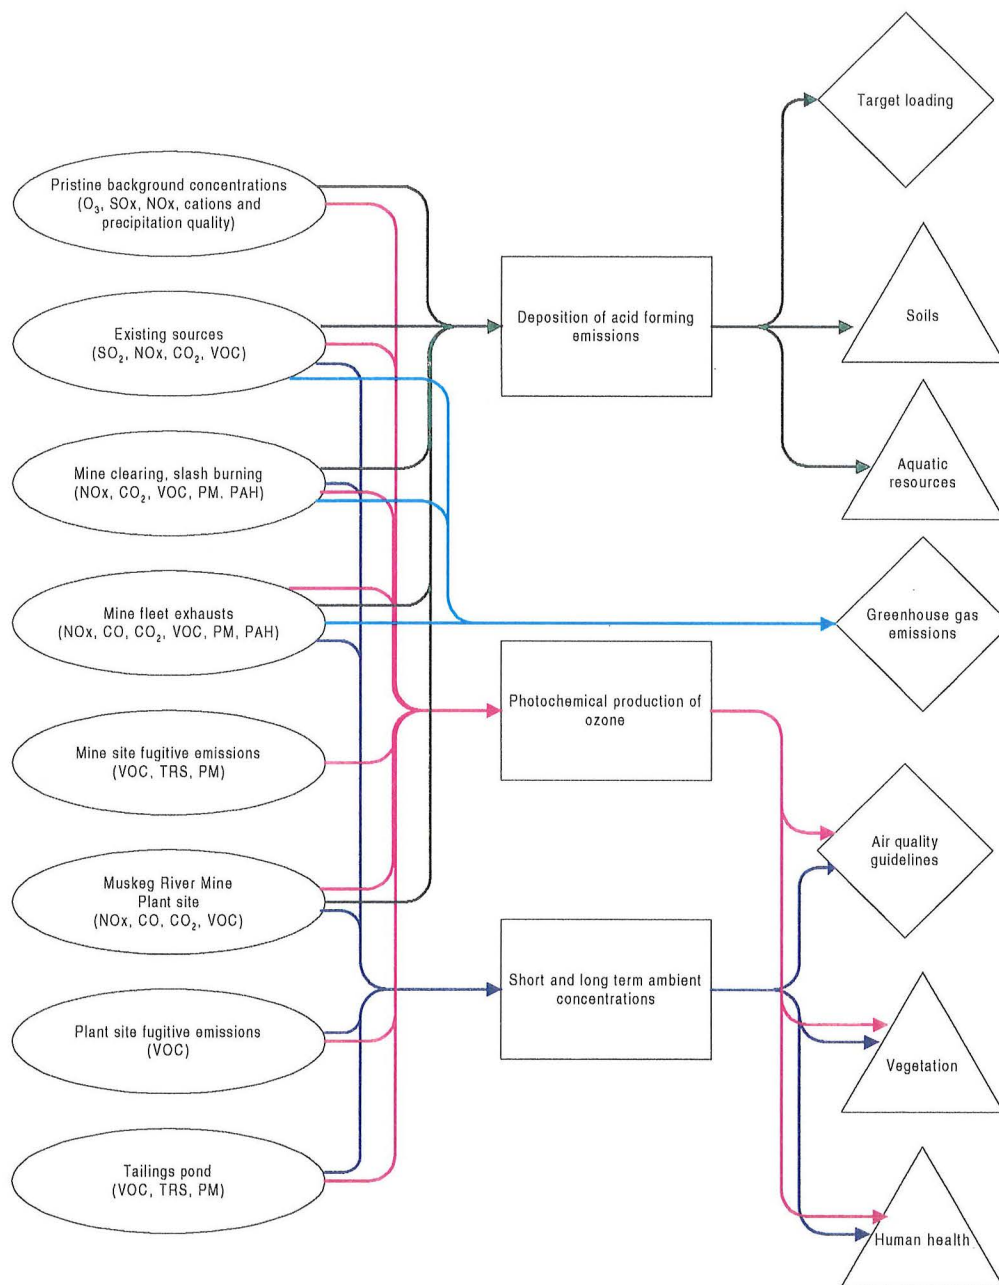 Target loading
Pristine background concentrations
(O₃, SOx, NOx, cations and
precipitation quality)
Deposition of acid forming
emissions
Soils
Existing sources
(SO₂, NOx, CO₂, VOC)
Mine clearing, slash burning
(NOx, CO₂, VOC, PM, PAH)
Aquatic
resources
Mine fleet exhausts
(NOx, CO, CO₂, VOC, PM, PAH)
Greenhouse gas
emissions
Photochemical production of
ozone
Mine site fugitive emissions
(VOC, TRS, PM)
Air quality
guidelines
Muskeg River Mine
Plant site
(NOx, CO, CO₂, VOC)
Short and long term ambient
concentrations
Plant site fugitive emissions
(VOC)
Vegetation
Tailings pond
(VOC, TRS, PM)
Human health